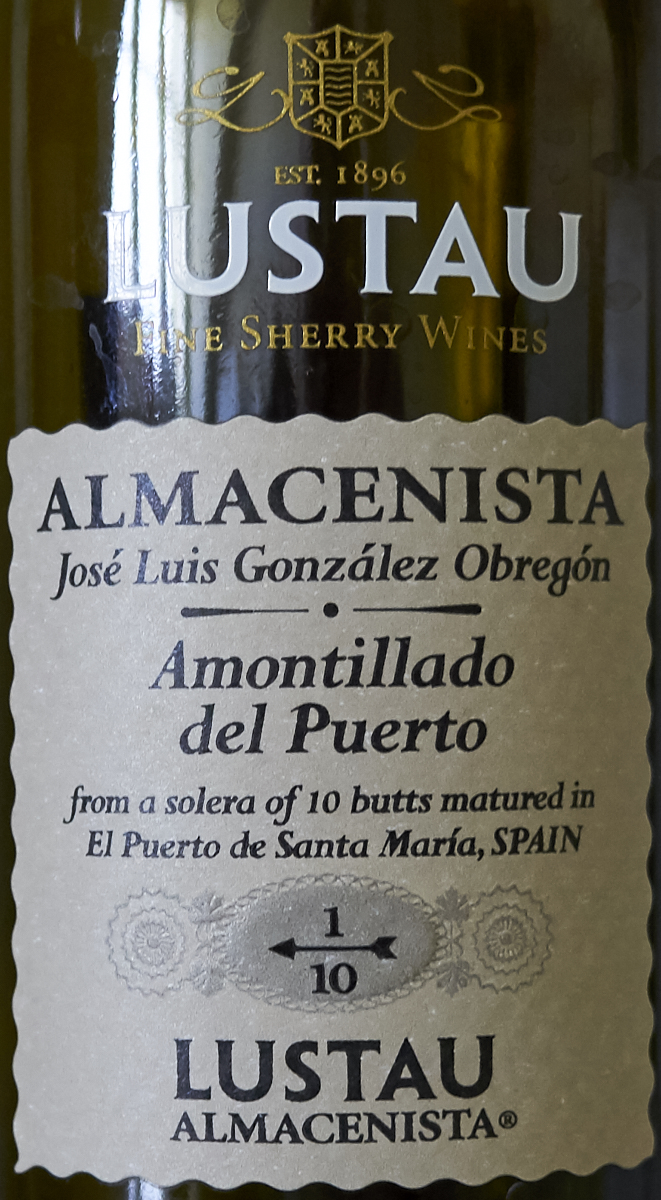 EST. 1896
LUSTAU
FINE SHERRY WINES
ALMACENISTA
José Luis González Obregón
Amontillado
del Puerto
from a solera of 10 butts matured in
El Puerto de Santa María, SPAIN
1
10
LUSTAU
ALMACENISTA®